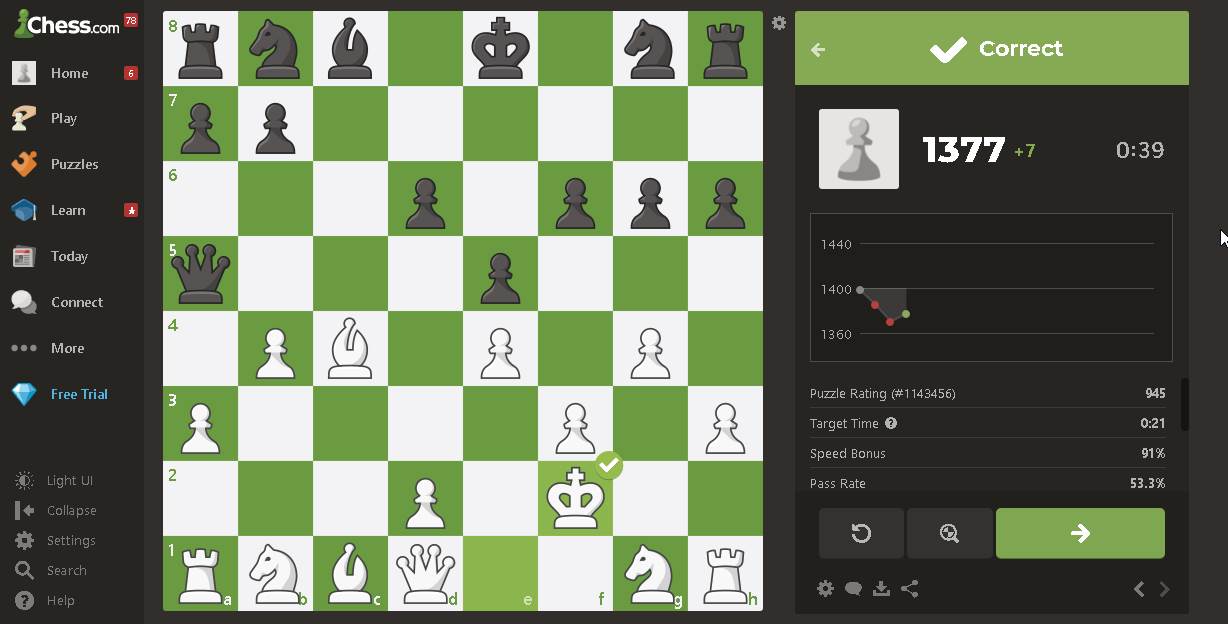 Chess.com 78
Home 6
Play
Puzzles
Learn
Today
Connect
More
Free Trial
Light UI
Collapse
Settings
Search
Help
8
7
6
5
4
3
2
1
a b c d e f g h
Correct
1377 +7 0:39
1440
1400
1360
Puzzle Rating (#1143456) 945
Target Time ? 0:21
Speed Bonus 91%
Pass Rate 53.3%